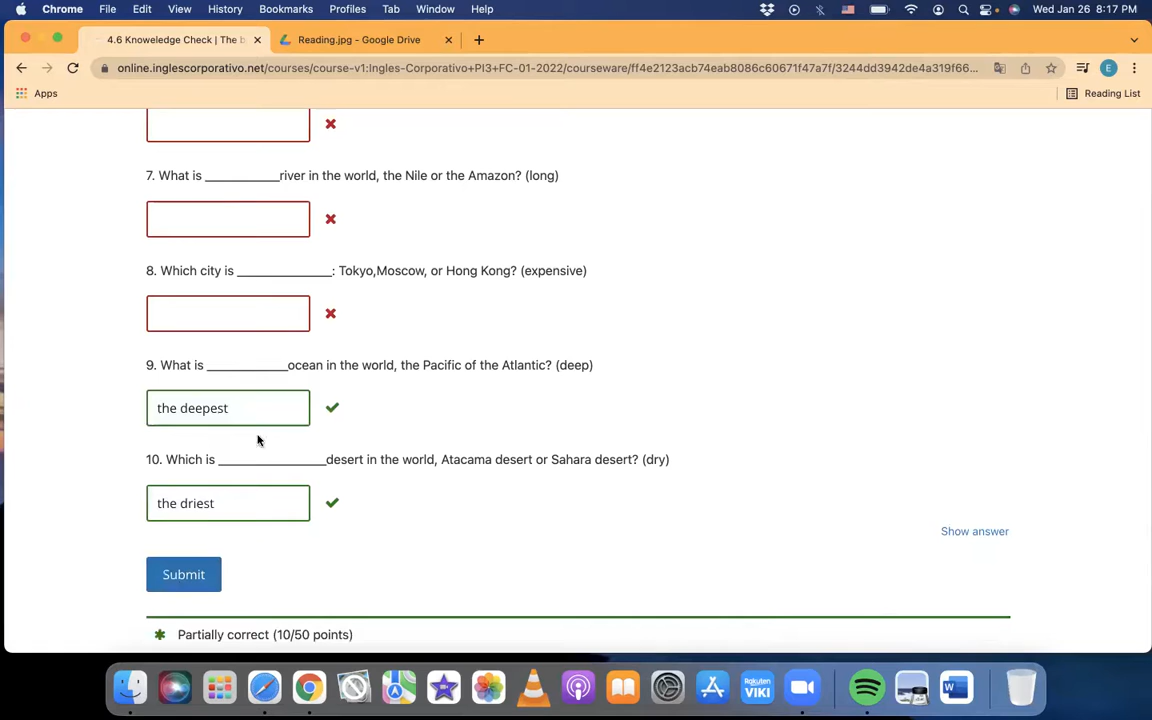 Chrome File Edit View History Bookmarks Profiles Tab Window Help Wed Jan 26 8:17 PM
4.6 Knoweledge Check | The b
Reading.jpg - Google Drive
online.inglescorporativo.net/courses/course-v1:Ingles-Corporativo+PI3+FC-01-2022/courseware/ff4e2123acb74eab8086c60671f47a7f/3244dd3942de4a319f66...
E
Apps
Reading List
7. What is ____________river in the world, the Nile or the Amazon? (long)
8. Which city is _______________: Tokyo,Moscow, or Hong Kong? (expensive)
9. What is _____________ocean in the world, the Pacific of the Atlantic? (deep)
the deepest
10. Which is _________________desert in the world, Atacama desert or Sahara desert? (dry)
the driest
Show answer
Submit
Partially correct (10/50 points)
Rakuten
VIKI
W